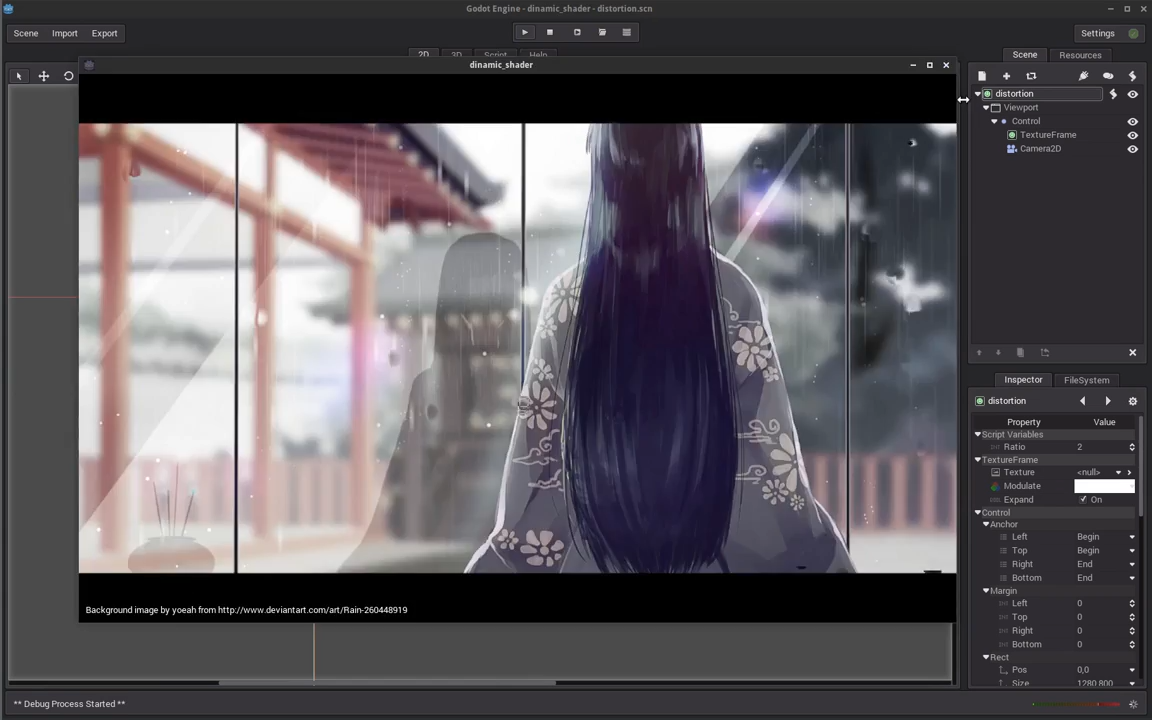 Godot Engine - dinamic_shader - distortion.scn
Scene Import Export
Settings
2D 3D Script Help
Scene Resources
dinamic_shader
distortion
Viewport
Control
TextureFrame
Camera2D
Inspector FileSystem
distortion
Property Value
Script Variables
Ratio 2
TextureFrame
Texture <null>
Modulate
Expand On
Control
Anchor
Left Begin
Top Begin
Right End
Bottom End
Margin
Left 0
Top 0
Right 0
Bottom 0
Rect
Pos 0,0
Size 1280,800
Background image by yoeah from http://www.deviantart.com/art/Rain-260448919
** Debug Process Started **